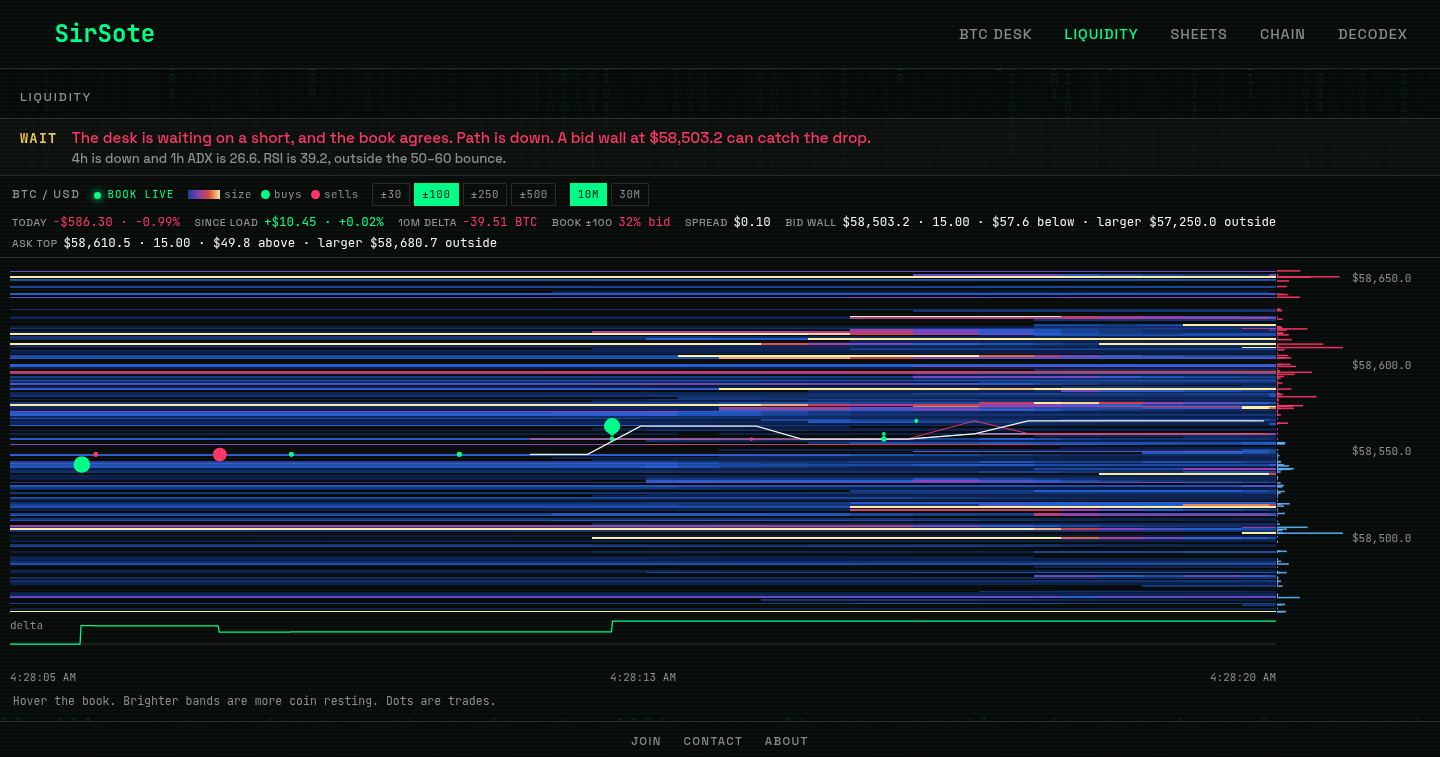 SirSote
BTC DESK LIQUIDITY SHEETS CHAIN DECODEX
LIQUIDITY
WAIT The desk is waiting on a short, and the book agrees. Path is down. A bid wall at $58,503.2 can catch the drop.
4h is down and 1h ADX is 26.6. RSI is 39.2, outside the 50–60 bounce.
BTC / USD BOOK LIVE size buys sells ±30 ±100 ±250 ±500 10M 30M
TODAY -$586.30 · -0.99% SINCE LOAD +$10.45 · +0.02% 10M DELTA -39.51 BTC BOOK ±100 32% bid SPREAD $0.10 BID WALL $58,503.2 · 15.00 · $57.6 below · larger $57,250.0 outside
ASK TOP $58,610.5 · 15.00 · $49.8 above · larger $58,680.7 outside
$58,650.0
$58,600.0
$58,550.0
$58,500.0
delta
4:28:05 AM 4:28:13 AM 4:28:20 AM
Hover the book. Brighter bands are more coin resting. Dots are trades.
JOIN CONTACT ABOUT